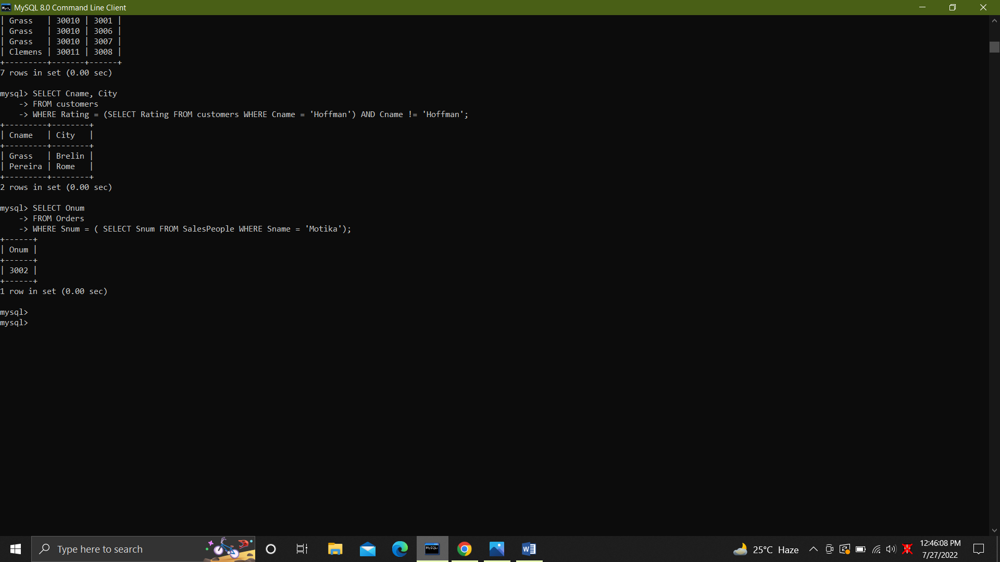 MySQL 8.0 Command Line Client
| Grass   | 30010 | 3001 |
| Grass   | 30010 | 3006 |
| Grass   | 30010 | 3007 |
| Clemens | 30011 | 3008 |
+---------+-------+------+
7 rows in set (0.00 sec)
mysql> SELECT Cname, City
    -> FROM customers
    -> WHERE Rating = (SELECT Rating FROM customers WHERE Cname = 'Hoffman') AND Cname != 'Hoffman';
+---------+--------+
| Cname   | City   |
+---------+--------+
| Grass   | Brelin |
| Pereira | Rome   |
+---------+--------+
2 rows in set (0.00 sec)
mysql> SELECT Onum
    -> FROM Orders
    -> WHERE Snum = ( SELECT Snum FROM SalesPeople WHERE Sname = 'Motika');
+------+
| Onum |
+------+
| 3002 |
+------+
1 row in set (0.00 sec)
mysql>
mysql>
Type here to search
25°C Haze
12:46:08 PM
7/27/2022